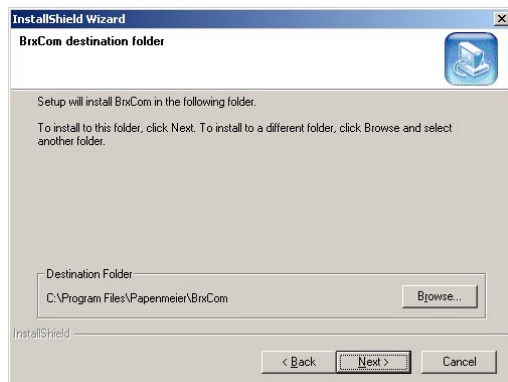 InstallShield Wizard
BrxCom destination folder
Setup will install BrxCom in the following folder.
To install to this folder, click Next. To install to a different folder, click Browse and select
another folder.
Destination Folder
C:\Program Files\Papenmeier\BrxCom
Browse...
InstallShield
< Back
Next >
Cancel